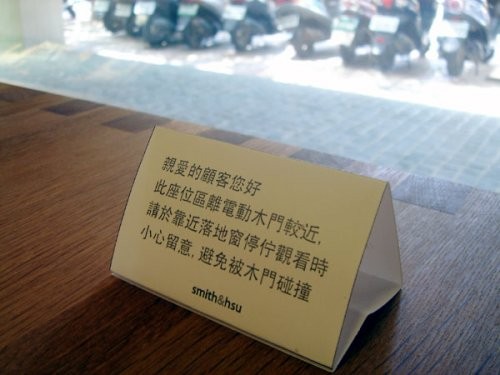 親愛的顧客您好
此座位區離電動木門較近,
請於靠近落地窗停佇觀看時
小心留意,避免被木門碰撞
smith&hsu